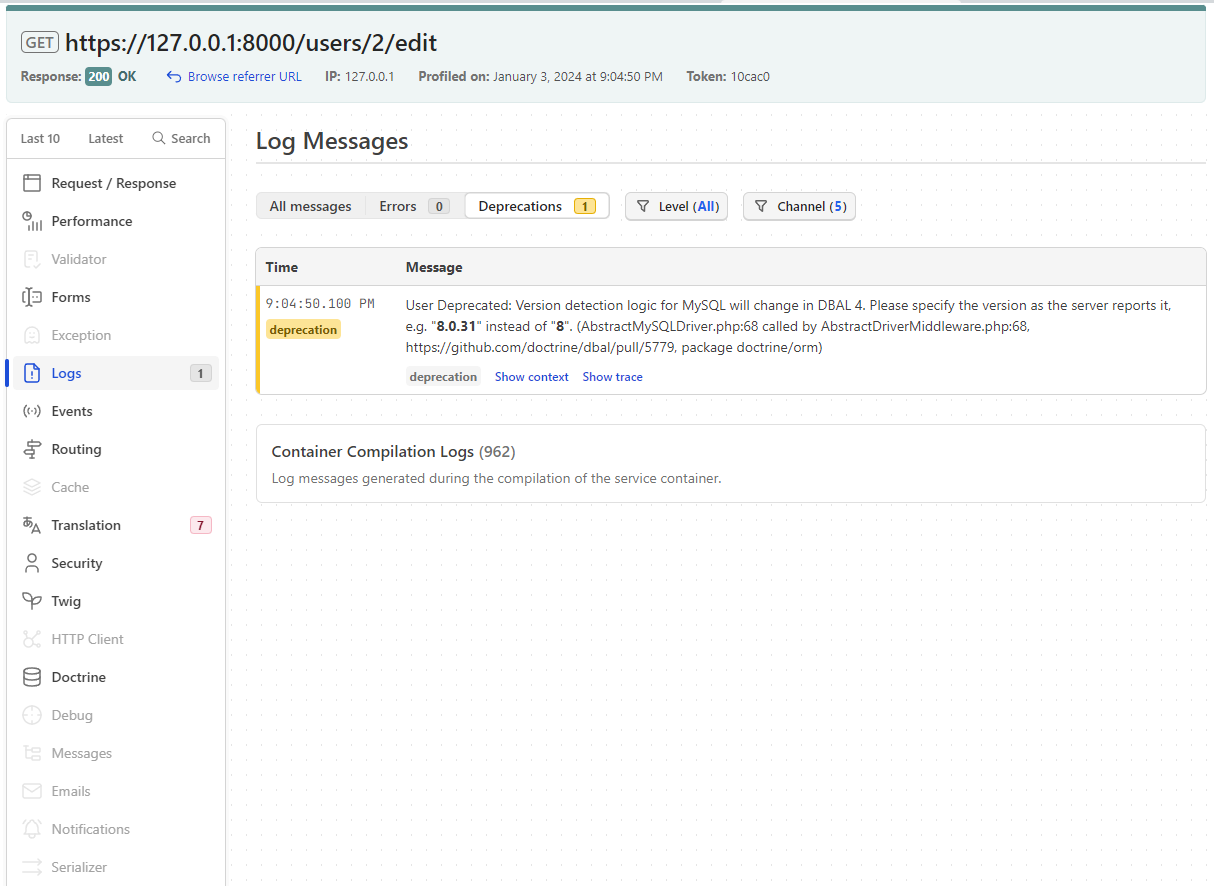 GET https://127.0.0.1:8000/users/2/edit
Response: 200 OK Browse referrer URL IP: 127.0.0.1 Profiled on: January 3, 2024 at 9:04:50 PM Token: 10cac0
Last 10 Latest Search
Request / Response
Performance
Validator
Forms
Exception
Logs 1
Events
Routing
Cache
Translation 7
Security
Twig
HTTP Client
Doctrine
Debug
Messages
Emails
Notifications
Serializer
Log Messages
All messages Errors 0 Deprecations 1 Level (All) Channel (5)
Time Message
9:04:50.100 PM
deprecation
User Deprecated: Version detection logic for MySQL will change in DBAL 4. Please specify the version as the server reports it,
e.g. "8.0.31" instead of "8". (AbstractMySQLDriver.php:68 called by AbstractDriverMiddleware.php:68,
https://github.com/doctrine/dbal/pull/5779, package doctrine/orm)
deprecation Show context Show trace
Container Compilation Logs (962)
Log messages generated during the compilation of the service container.